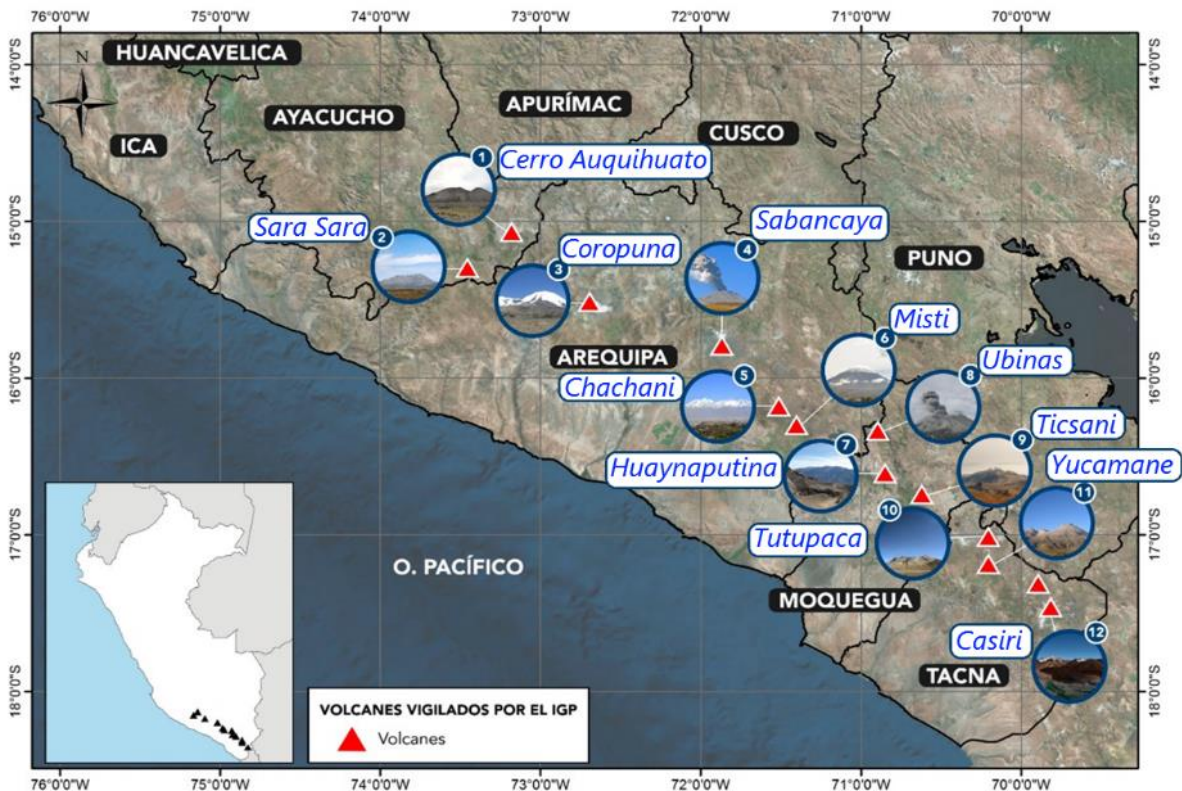 76°0'0"O 75°0'0"O 74°0'0"O 73°0'0"O 72°0'0"O 71°0'0"O 70°0'0"O
14°0'0"S
14°0'0"S
HUANCAVELICA
N
ICA
AYACUCHO
APURÍMAC
CUSCO
1
Cerro Auquihuato
Sara Sara
2
Coropuna
3
Sabancaya
4
15°0'0"S
15°0'0"S
PUNO
AREQUIPA
Misti
6
Ubinas
8
16°0'0"S
16°0'0"S
Chachani
5
Huaynaputina
7
Ticsani
9
Yucamane
11
Tutupaca
10
17°0'0"S
17°0'0"S
O. PACÍFICO
MOQUEGUA
Casiri
12
TACNA
18°0'0"S
18°0'0"S
VOLCANES VIGILADOS POR EL IGP
Volcanes
76°0'0"O 75°0'0"O 74°0'0"O 73°0'0"O 72°0'0"O 71°0'0"O 70°0'0"O